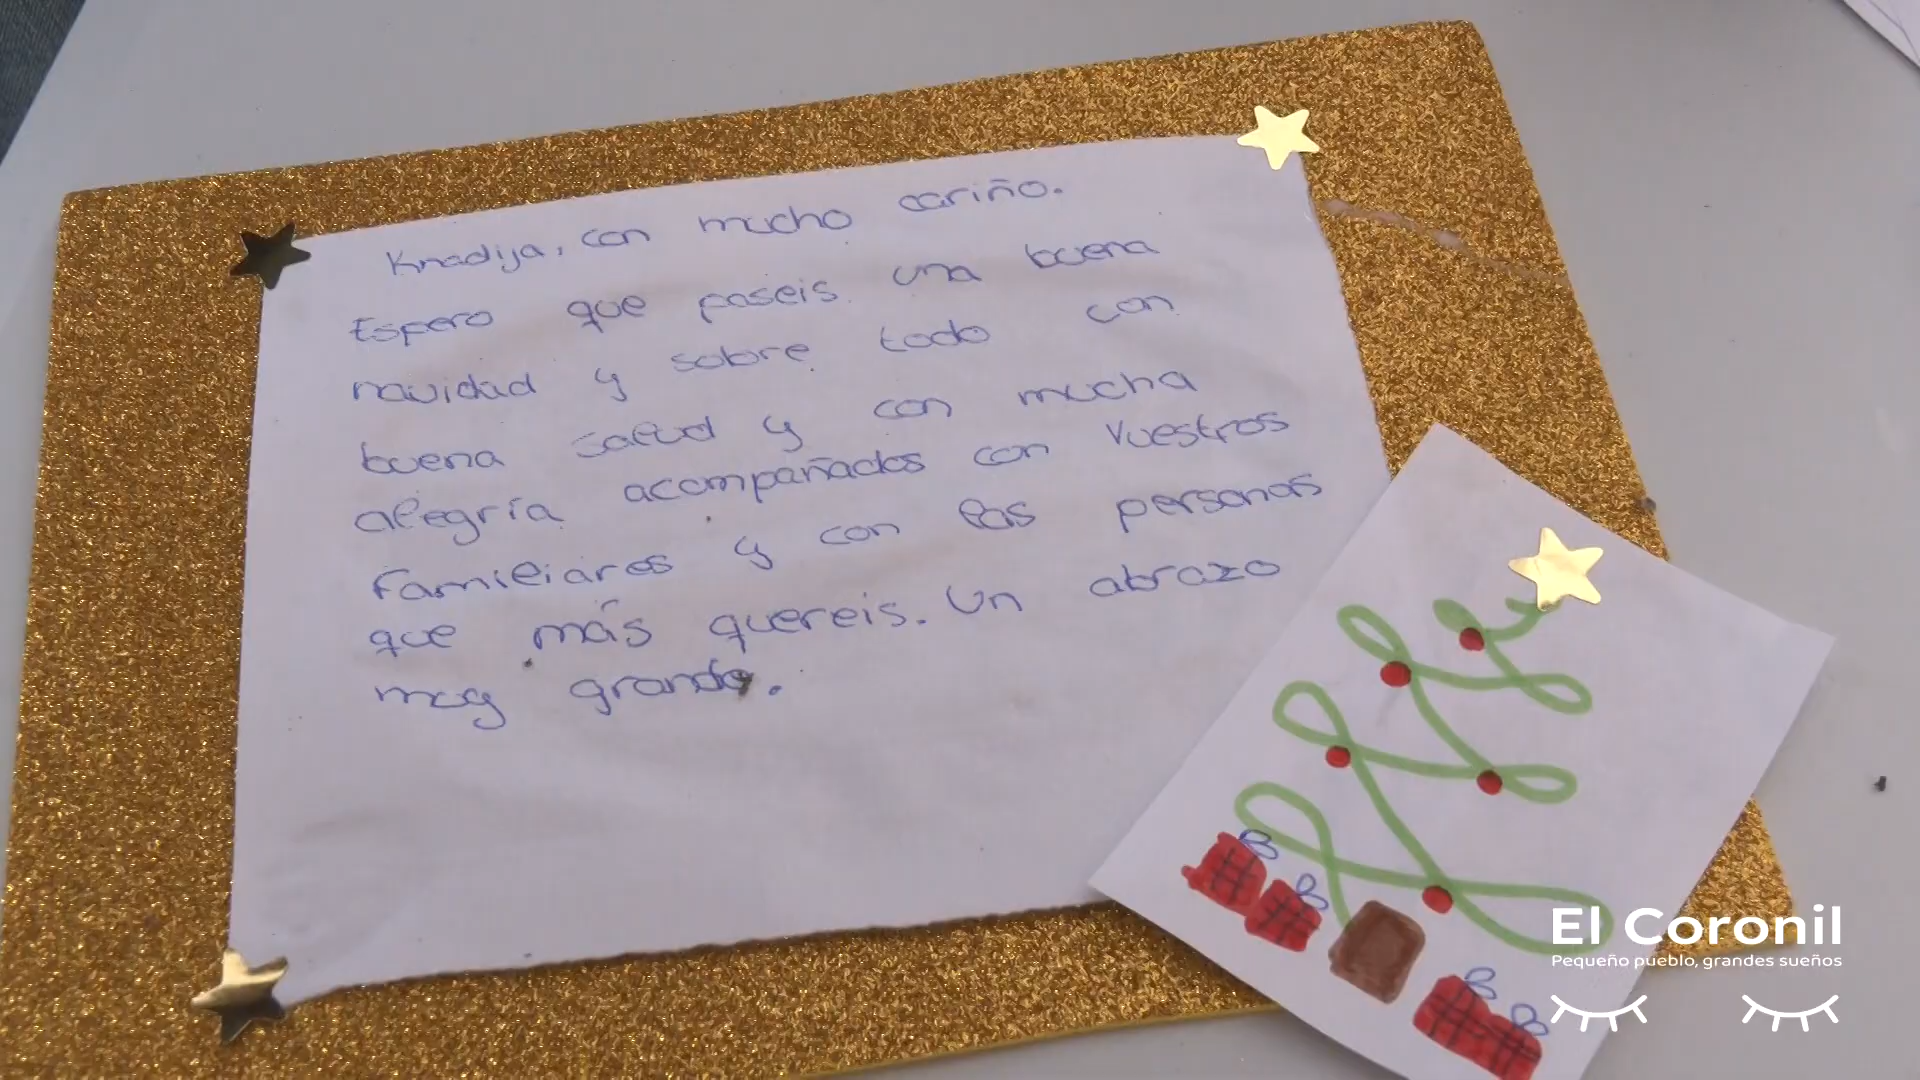 Khadija, con mucho cariño.
Espero que paseis una buena
navidad y sobre todo con
buena salud y con mucha
alegría acompañados con vuestros
familiares y con las personas
que más quereis. Un abrazo
muy grande.
El Coronil
Pequeño pueblo, grandes sueños